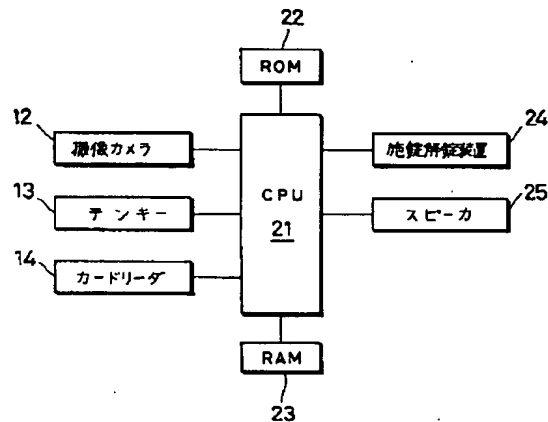 22
ROM
12
撮像カメラ
24
施錠解錠装置
13
テンキー
CPU
21
25
スピーカ
14
カードリーダ
RAM
23